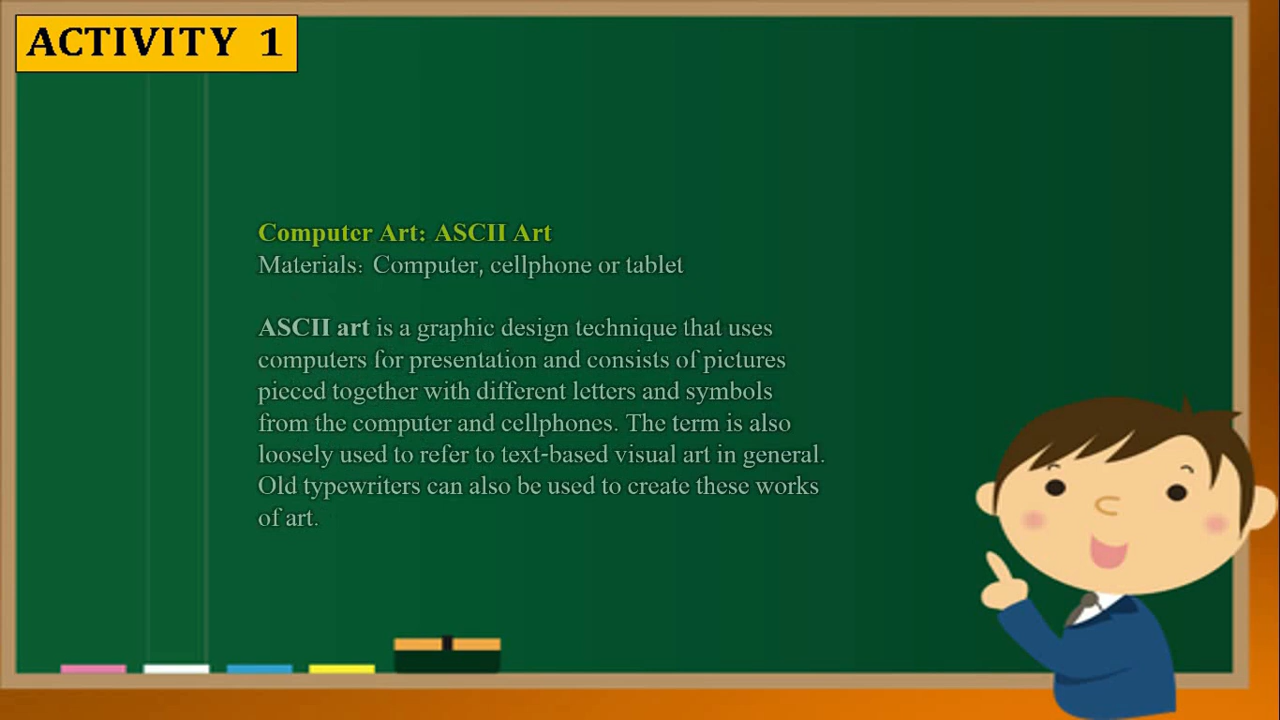 ACTIVITY 1
Computer Art: ASCII Art
Materials: Computer, cellphone or tablet
ASCII art is a graphic design technique that uses
computers for presentation and consists of pictures
pieced together with different letters and symbols
from the computer and cellphones. The term is also
loosely used to refer to text-based visual art in general.
Old typewriters can also be used to create these works
of art.